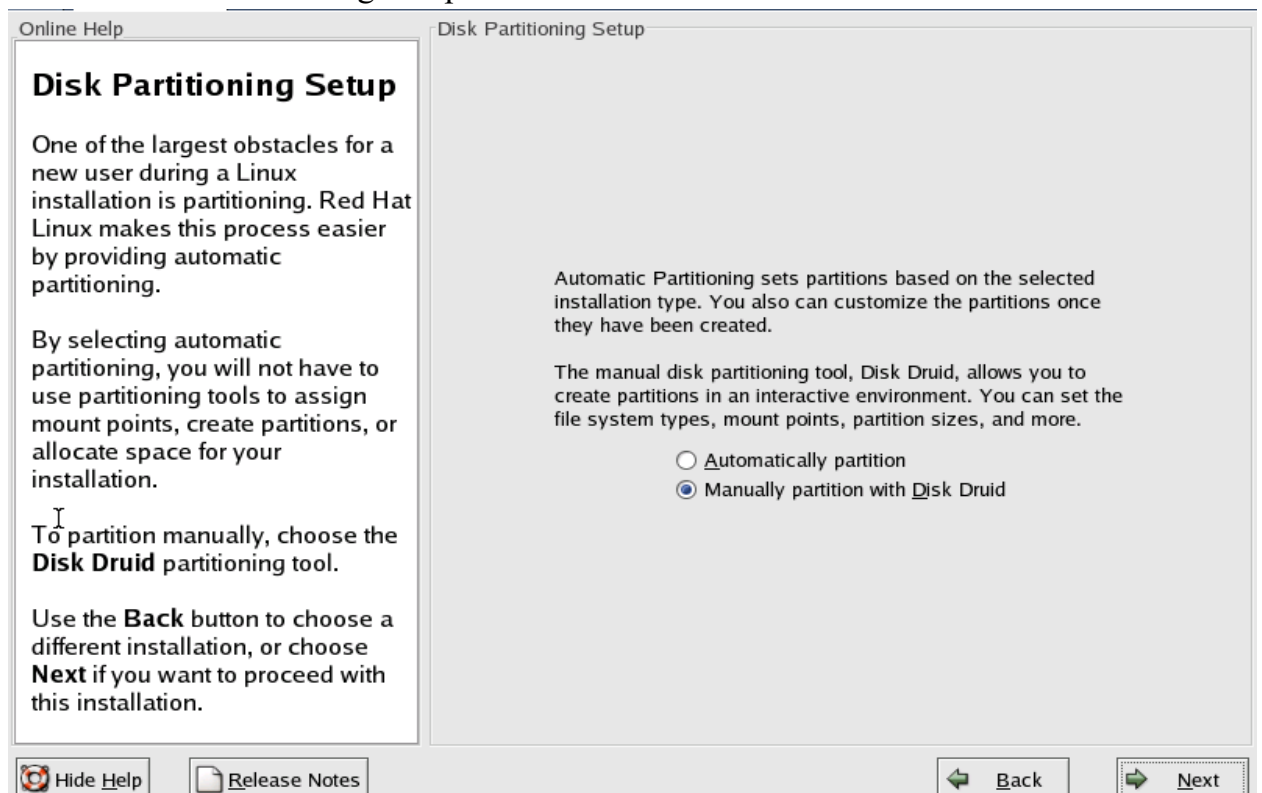 Online Help
Disk Partitioning Setup
One of the largest obstacles for a
new user during a Linux
installation is partitioning. Red Hat
Linux makes this process easier
by providing automatic
partitioning.
By selecting automatic
partitioning, you will not have to
use partitioning tools to assign
mount points, create partitions, or
allocate space for your
installation.
To partition manually, choose the
Disk Druid partitioning tool.
Use the Back button to choose a
different installation, or choose
Next if you want to proceed with
this installation.
Disk Partitioning Setup
Automatic Partitioning sets partitions based on the selected
installation type. You also can customize the partitions once
they have been created.
The manual disk partitioning tool, Disk Druid, allows you to
create partitions in an interactive environment. You can set the
file system types, mount points, partition sizes, and more.
Automatically partition
Manually partition with Disk Druid
Hide Help
Release Notes
Back
Next